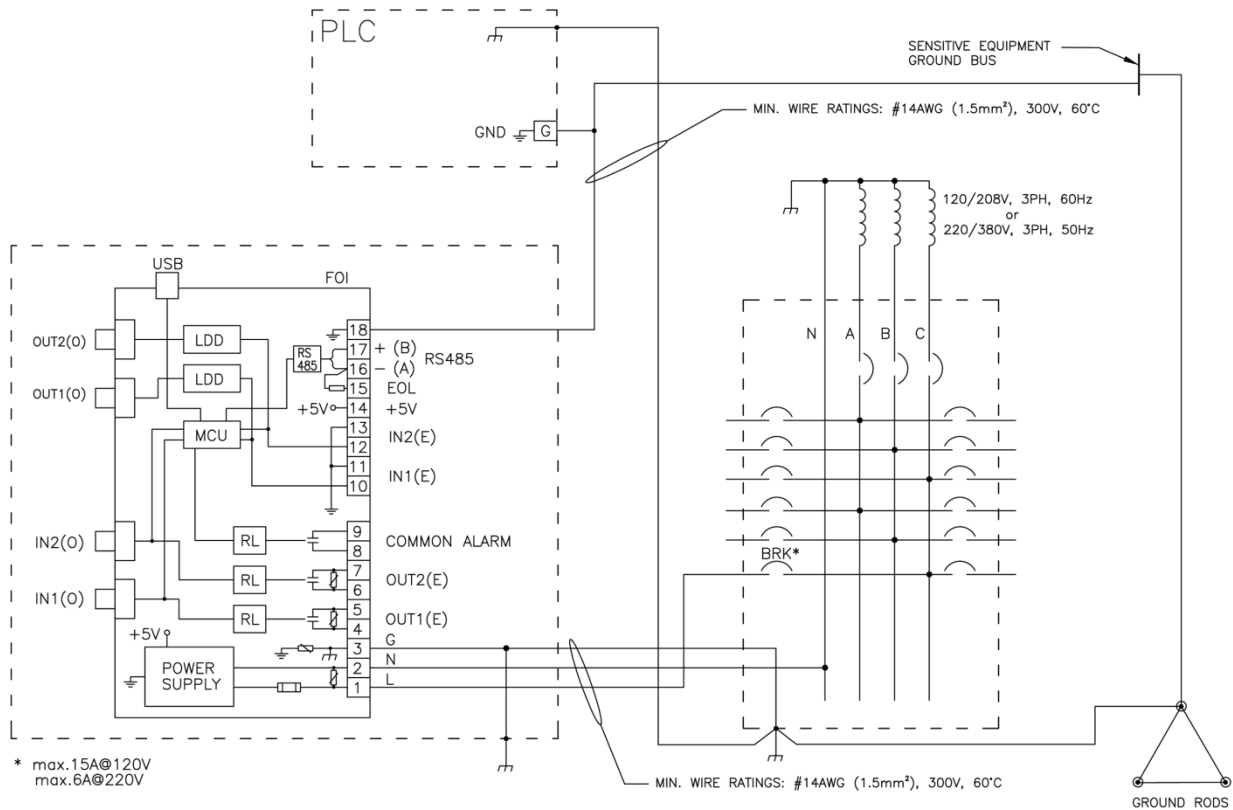 PLC
SENSITIVE EQUIPMENT
GROUND BUS
MIN. WIRE RATINGS: #14AWG (1.5mm²), 300V, 60°C
GND
G
120/208V, 3PH, 60Hz
or
220/380V, 3PH, 50Hz
USB
FOI
OUT2(O)
LDD
18
17
+ (B)
RS485
RS
485
16
- (A)
OUT1(O)
LDD
15
EOL
+5V
14
+5V
MCU
13
IN2(E)
12
11
IN1(E)
10
N
A
B
C
IN2(O)
RL
9
COMMON ALARM
8
RL
7
OUT2(E)
6
BRK*
IN1(O)
RL
5
OUT1(E)
4
+5V
3
G
POWER
SUPPLY
2
N
1
L
* max.15A@120V
max.6A@220V
MIN. WIRE RATINGS: #14AWG (1.5mm²), 300V, 60°C
GROUND RODS